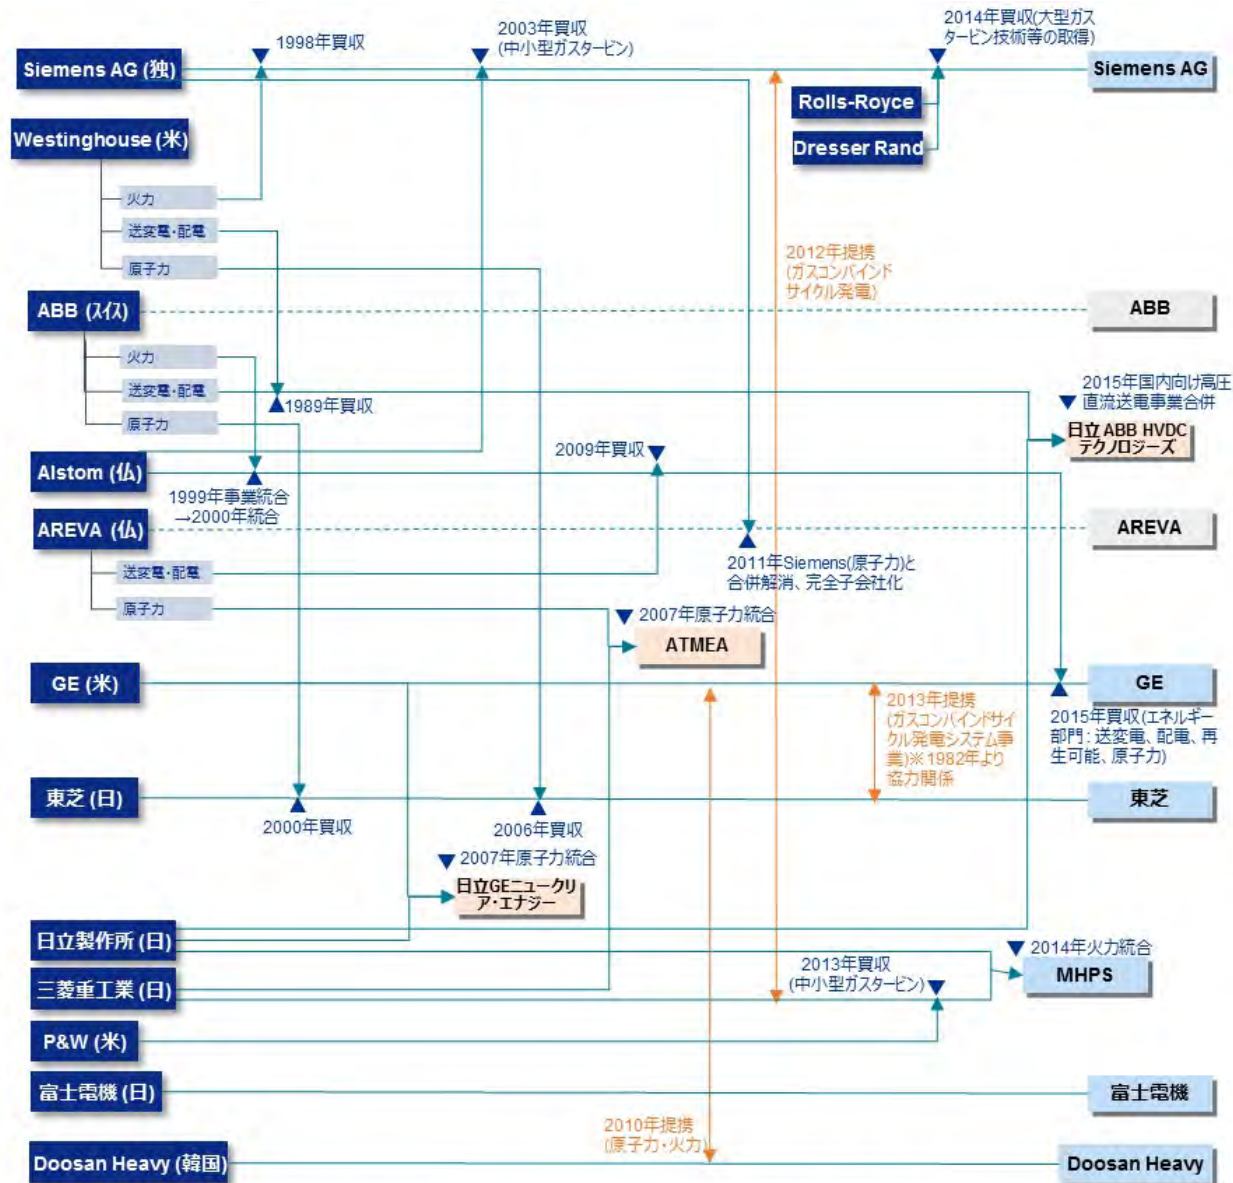 1998年買収
2003年買収
(中小型ガスタービン)
2014年買収(大型ガス
タービン技術等の取得)
Siemens AG (独)
Siemens AG
Rolls-Royce
Dresser Rand
Westinghouse (米)
火力
送変電・配電
原子力
2012年提携
(ガスコンバインド
サイクル発電)
ABB (スイス)
ABB
火力
送変電・配電
原子力
1989年買収
2015年国内向け高圧
直流送電事業合併
日立 ABB HVDC
テクノロジーズ
2009年買収
Alstom (仏)
1999年事業統合
→2000年統合
AREVA (仏)
AREVA
送変電・配電
原子力
2011年Siemens(原子力)と
合併解消、完全子会社化
2007年原子力統合
ATMEA
GE (米)
GE
2013年提携
(ガスコンバインドサイ
クル発電システム事
業)※1982年より
協力関係
2015年買収(エネルギー
部門：送変電、配電、再
生可能、原子力)
東芝 (日)
東芝
2000年買収
2006年買収
2007年原子力統合
日立GEニュークリ
ア・エナジー
日立製作所 (日)
2014年火力統合
MHPS
三菱重工業 (日)
2013年買収
(中小型ガスタービン)
P&W (米)
富士電機 (日)
富士電機
2010年提携
(原子力・火力)
Doosan Heavy (韓国)
Doosan Heavy